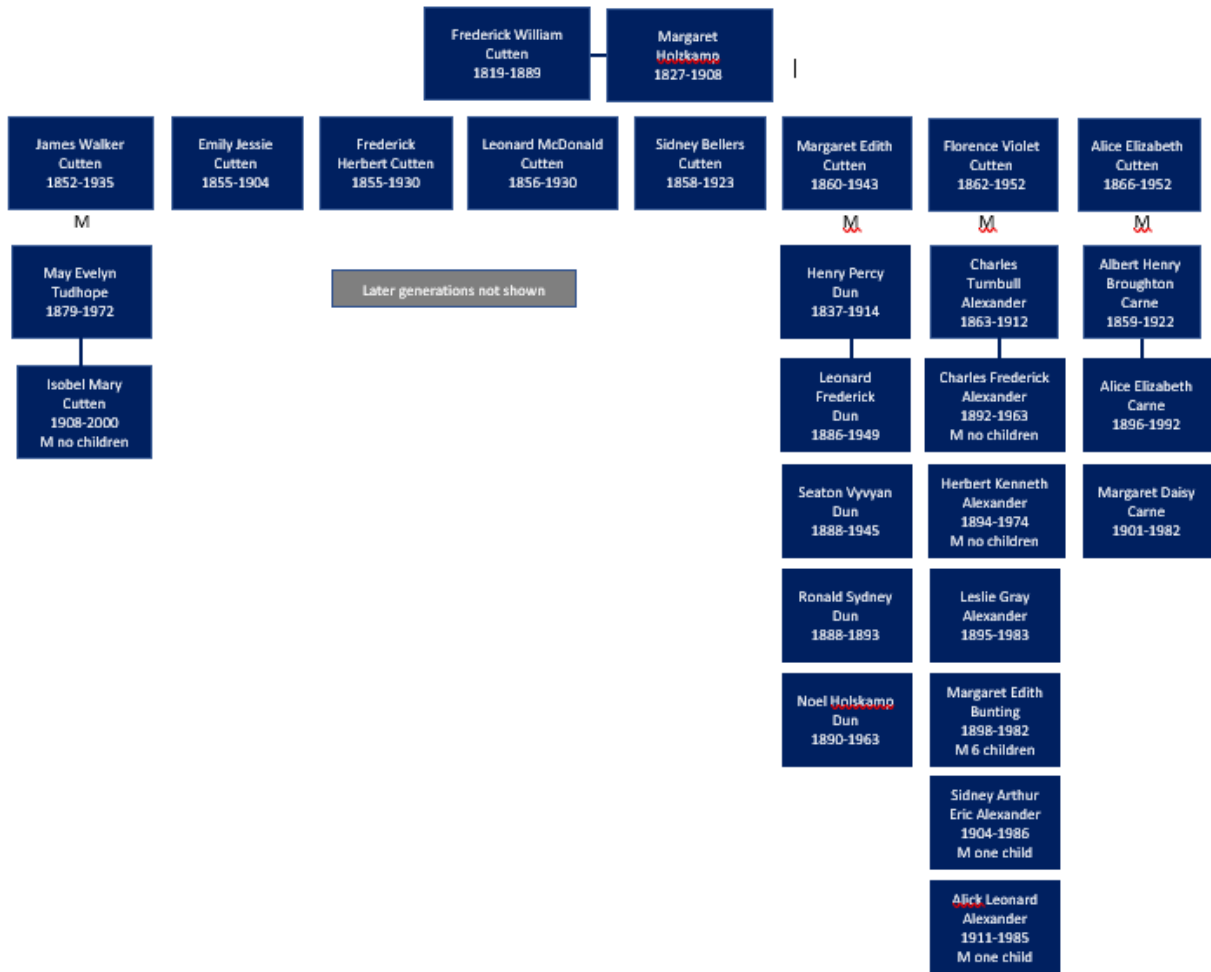 Frederick William
Cutten
1819-1889
Margaret
Holzkamp
1827-1908
James Walker
Cutten
1852-1935
Emily Jessie
Cutten
1855-1904
Frederick
Herbert Cutten
1855-1930
Leonard McDonald
Cutten
1856-1930
Sidney Bellers
Cutten
1858-1923
Margaret Edith
Cutten
1860-1943
Florence Violet
Cutten
1862-1952
Alice Elizabeth
Cutten
1866-1952
M
M
M
M
May Evelyn
Tudhope
1879-1972
Later generations not shown
Henry Percy
Dun
1837-1914
Charles
Turnbull
Alexander
1863-1912
Albert Henry
Broughton
Carne
1859-1922
Isobel Mary
Cutten
1908-2000
M no children
Leonard
Frederick
Dun
1886-1949
Charles Frederick
Alexander
1892-1963
M no children
Alice Elizabeth
Carne
1896-1992
Seaton Vyvyan
Dun
1888-1945
Herbert Kenneth
Alexander
1894-1974
M no children
Margaret Daisy
Carne
1901-1982
Ronald Sydney
Dun
1888-1893
Leslie Gray
Alexander
1895-1983
Noel Holskamp
Dun
1890-1963
Margaret Edith
Bunting
1898-1982
M 6 children
Sidney Arthur
Eric Alexander
1904-1986
M one child
Alick Leonard
Alexander
1911-1985
M one child